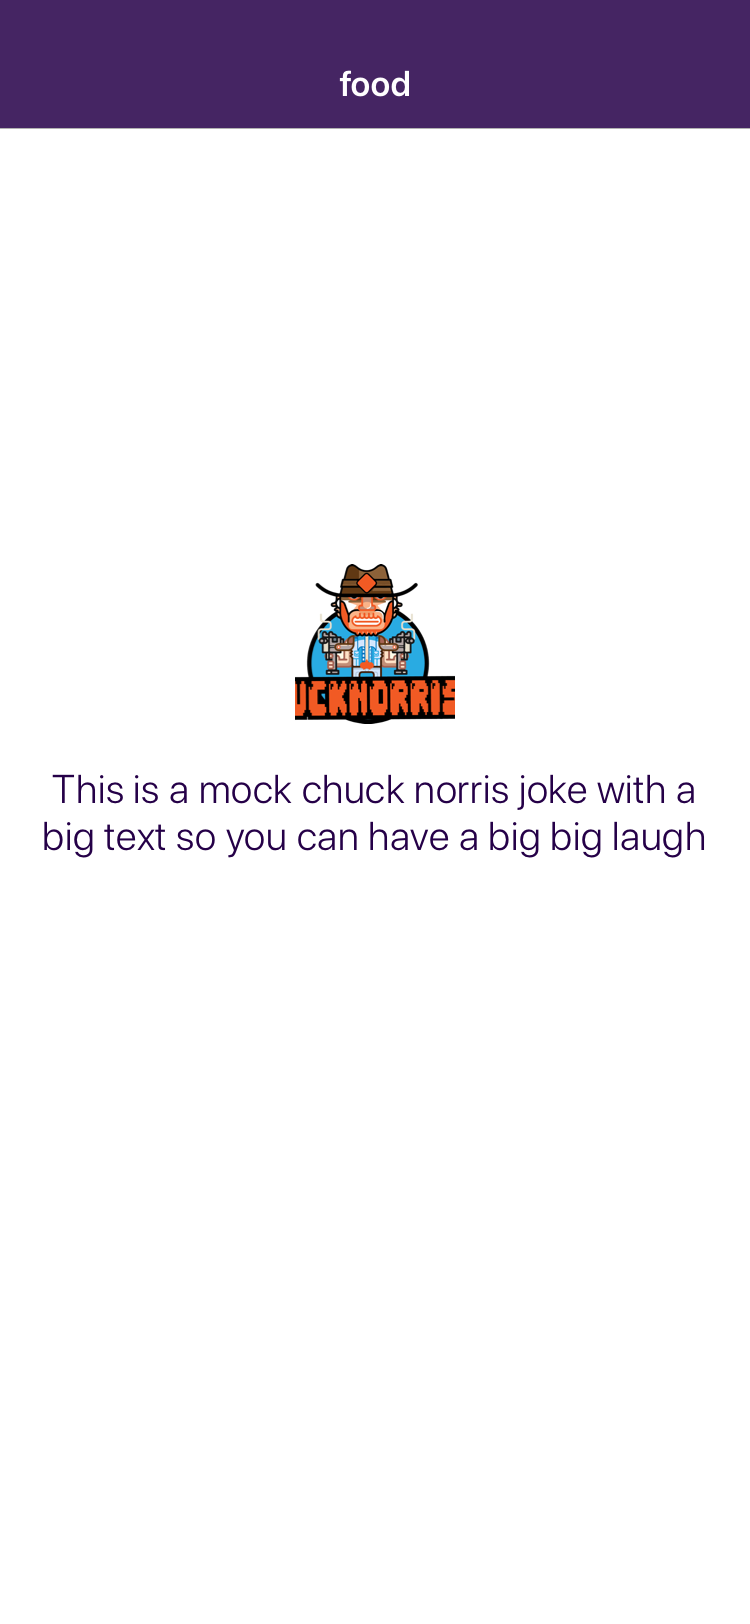 food
UCKNORRIS
This is a mock chuck norris joke with a
big text so you can have a big big laugh